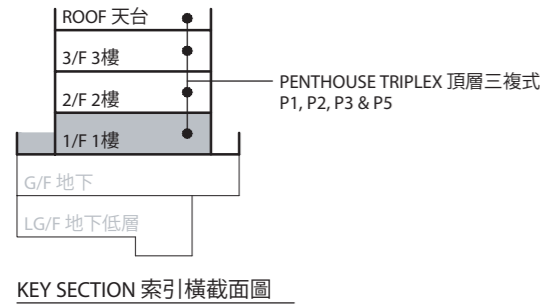 ROOF 天台
3/F 3樓
PENTHOUSE TRIPLEX 頂層三複式
P1, P2, P3 & P5
2/F 2樓
1/F 1樓
G/F 地下
LG/F 地下低層
KEY SECTION 索引橫截面圖